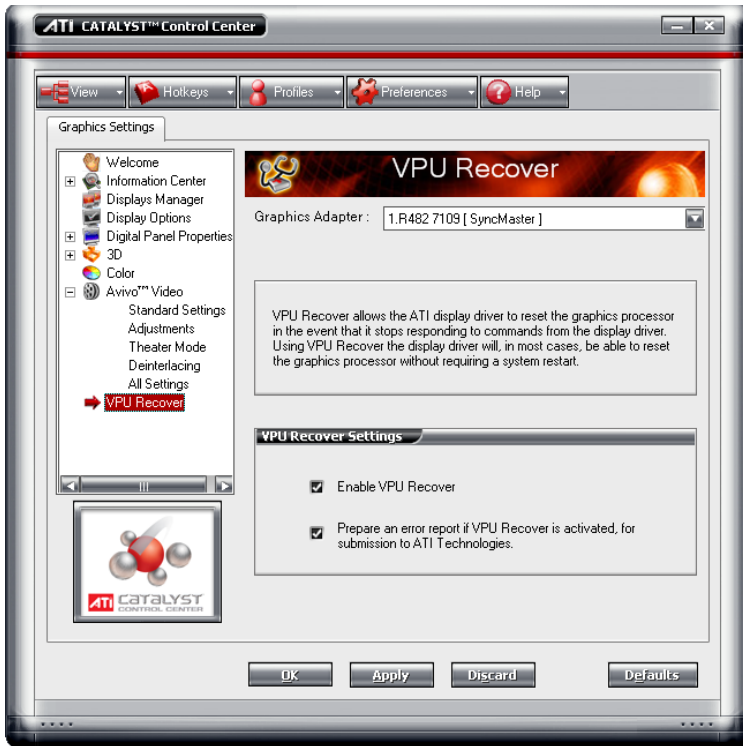 ATI CATALYST™ Control Center
View
Hotkeys
Profiles
Preferences
Help
Graphics Settings
Welcome
Information Center
Displays Manager
Display Options
Digital Panel Properties
3D
Color
Avivo™ Video
Standard Settings
Adjustments
Theater Mode
Deinterlacing
All Settings
VPU Recover
ATI CATALYST
CONTROL CENTER
VPU Recover
Graphics Adapter :
1.R482 7109 [ SyncMaster ]
VPU Recover allows the ATI display driver to reset the graphics processor
in the event that it stops responding to commands from the display driver.
Using VPU Recover the display driver will, in most cases, be able to reset
the graphics processor without requiring a system restart.
VPU Recover Settings
Enable VPU Recover
Prepare an error report if VPU Recover is activated, for
submission to ATI Technologies.
OK
Apply
Discard
Defaults